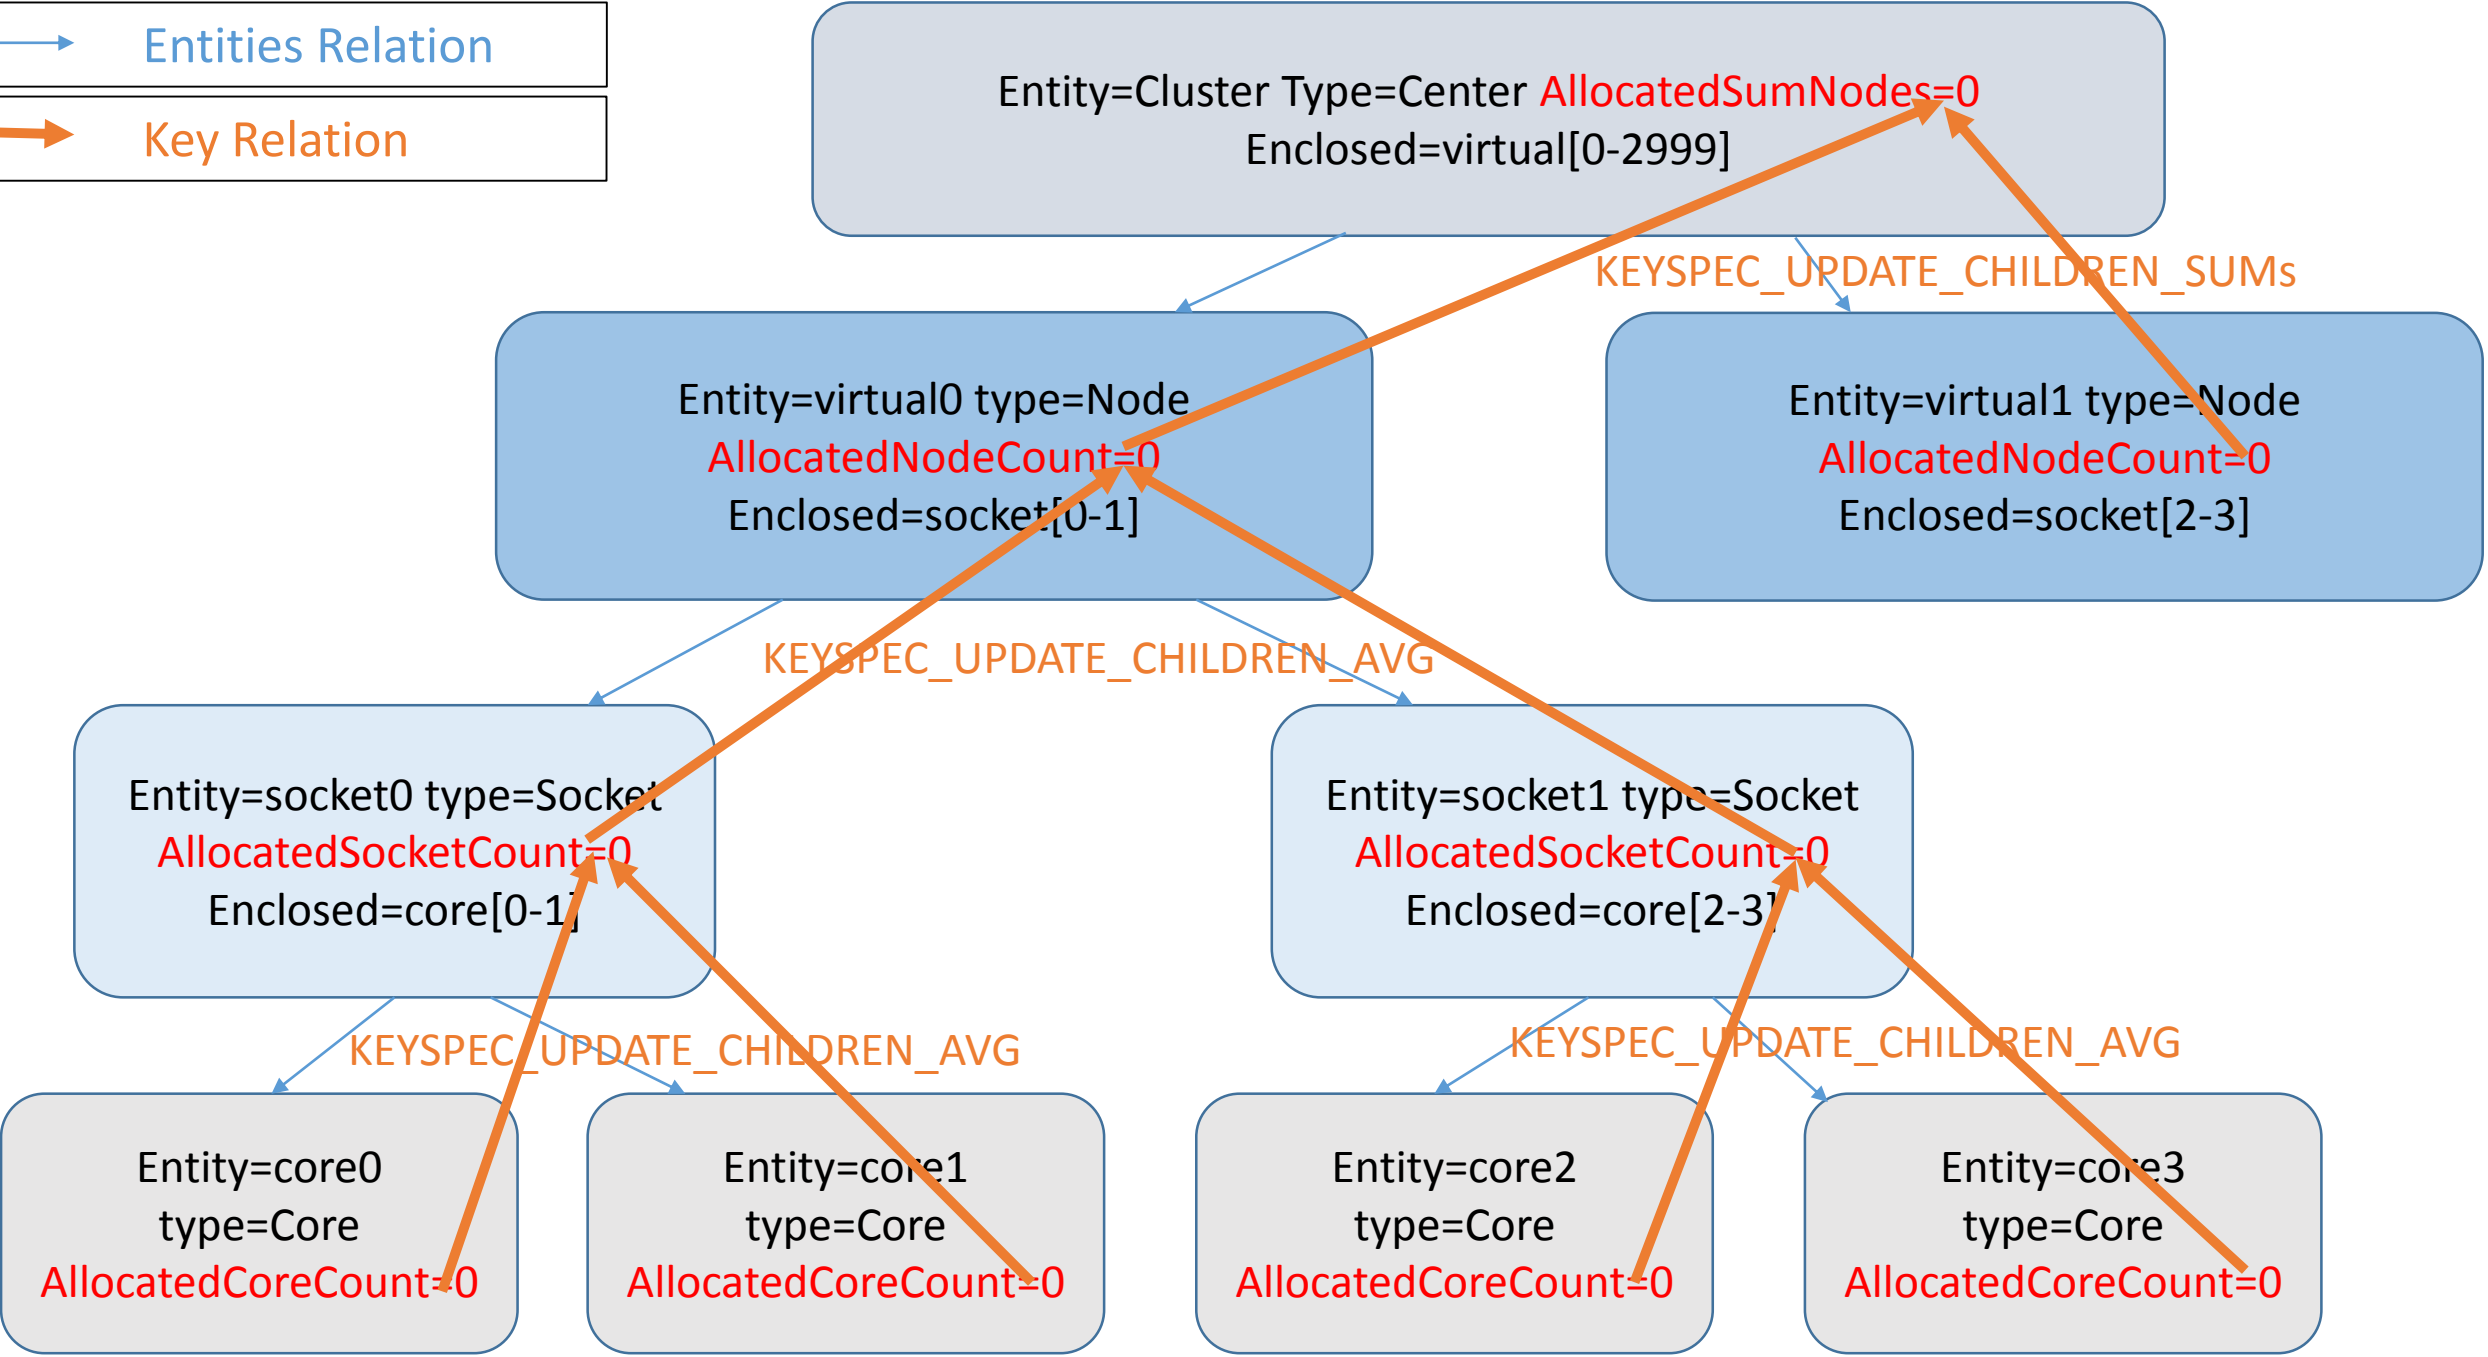 Entities Relation
Key Relation
Entity=Cluster Type=Center AllocatedSumNodes=0
Enclosed=virtual[0-2999]
KEYSPEC_UPDATE_CHILDREN_SUMs
Entity=virtual0 type=Node
AllocatedNodeCount=0
Enclosed=socket[0-1]
Entity=virtual1 type=Node
AllocatedNodeCount=0
Enclosed=socket[2-3]
KEYSPEC_UPDATE_CHILDREN_AVG
Entity=socket0 type=Socket
AllocatedSocketCount=0
Enclosed=core[0-1]
Entity=socket1 type=Socket
AllocatedSocketCount=0
Enclosed=core[2-3]
KEYSPEC_UPDATE_CHILDREN_AVG
KEYSPEC_UPDATE_CHILDREN_AVG
Entity=core0
type=Core
AllocatedCoreCount=0
Entity=core1
type=Core
AllocatedCoreCount=0
Entity=core2
type=Core
AllocatedCoreCount=0
Entity=core3
type=Core
AllocatedCoreCount=0